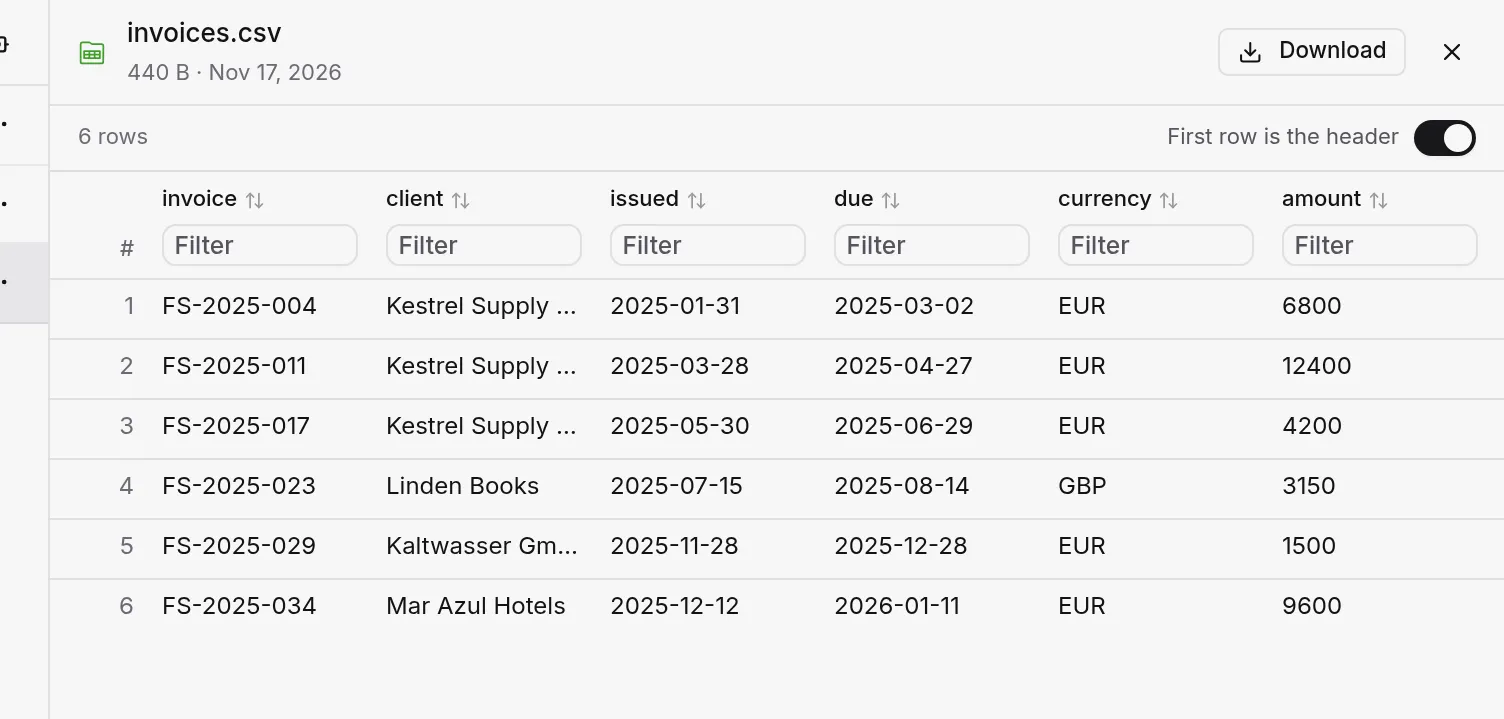 invoices.csv
440 B · Nov 17, 2026
Download
6 rows
First row is the header
# invoice client issued due currency amount
Filter Filter Filter Filter Filter Filter
1 FS-2025-004 Kestrel Supply ... 2025-01-31 2025-03-02 EUR 6800
2 FS-2025-011 Kestrel Supply ... 2025-03-28 2025-04-27 EUR 12400
3 FS-2025-017 Kestrel Supply ... 2025-05-30 2025-06-29 EUR 4200
4 FS-2025-023 Linden Books 2025-07-15 2025-08-14 GBP 3150
5 FS-2025-029 Kaltwasser Gm... 2025-11-28 2025-12-28 EUR 1500
6 FS-2025-034 Mar Azul Hotels 2025-12-12 2026-01-11 EUR 9600